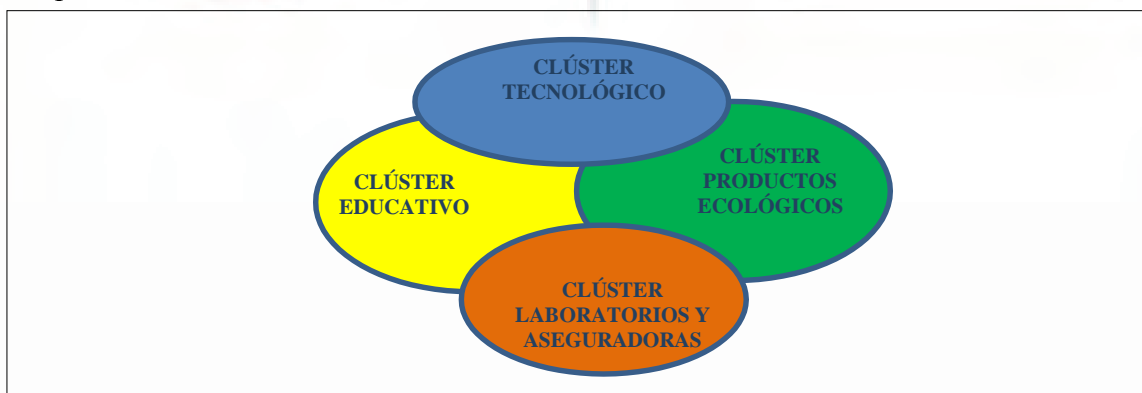 CLÚSTER
TECNOLÓGICO
CLÚSTER
EDUCATIVO
CLÚSTER
PRODUCTOS
ECOLÓGICOS
CLÚSTER
LABORATORIOS Y
ASEGURADORAS